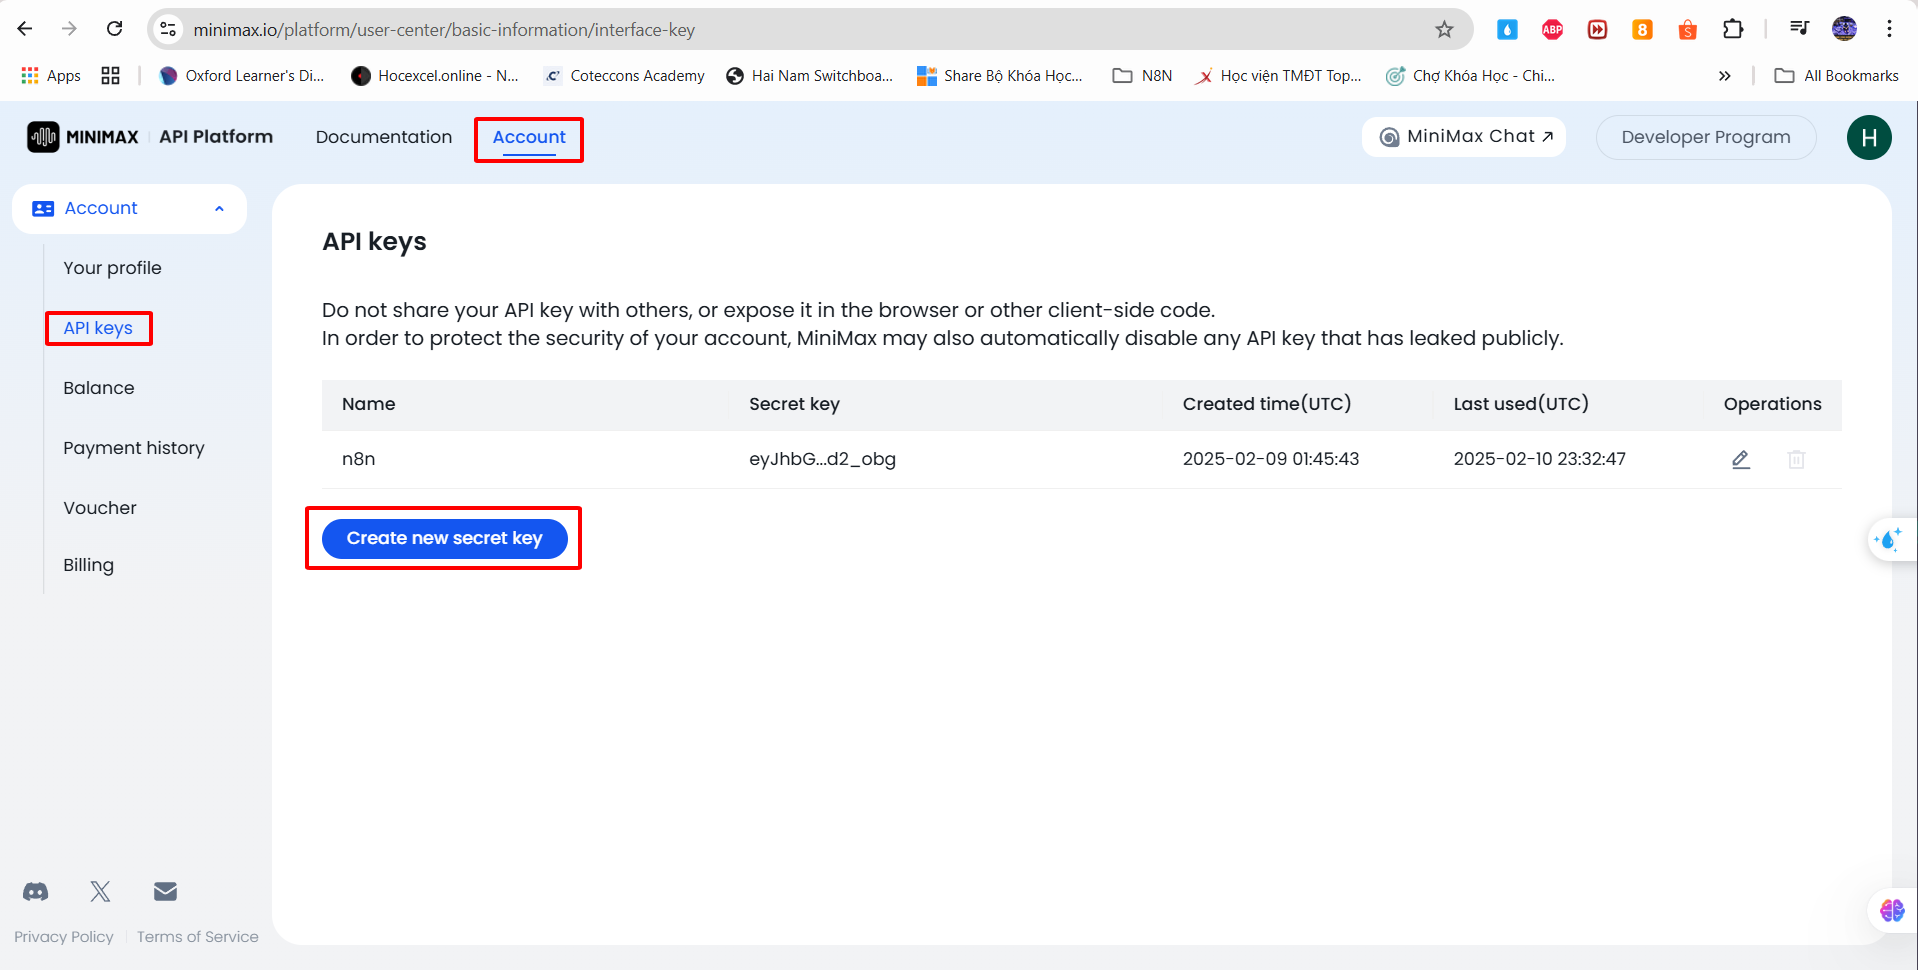 minimax.io/platform/user-center/basic-information/interface-key
ABP
8
S
Apps
Oxford Learner's Di...
Hocexcel.online - N...
Coteccons Academy
Hai Nam Switchboa...
Share Bộ Khóa Học...
N8N
Học viện TMĐT Top...
Chợ Khóa Học - Chi...
All Bookmarks
MINIMAX
API Platform
Documentation
Account
MiniMax Chat
Developer Program
H
Account
Your profile
API keys
Balance
Payment history
Voucher
Billing
API keys
Do not share your API key with others, or expose it in the browser or other client-side code.
In order to protect the security of your account, MiniMax may also automatically disable any API key that has leaked publicly.
Name Secret key Created time(UTC) Last used(UTC) Operations
n8n eyJhbG...d2_obg 2025-02-09 01:45:43 2025-02-10 23:32:47
Create new secret key
Privacy Policy
Terms of Service